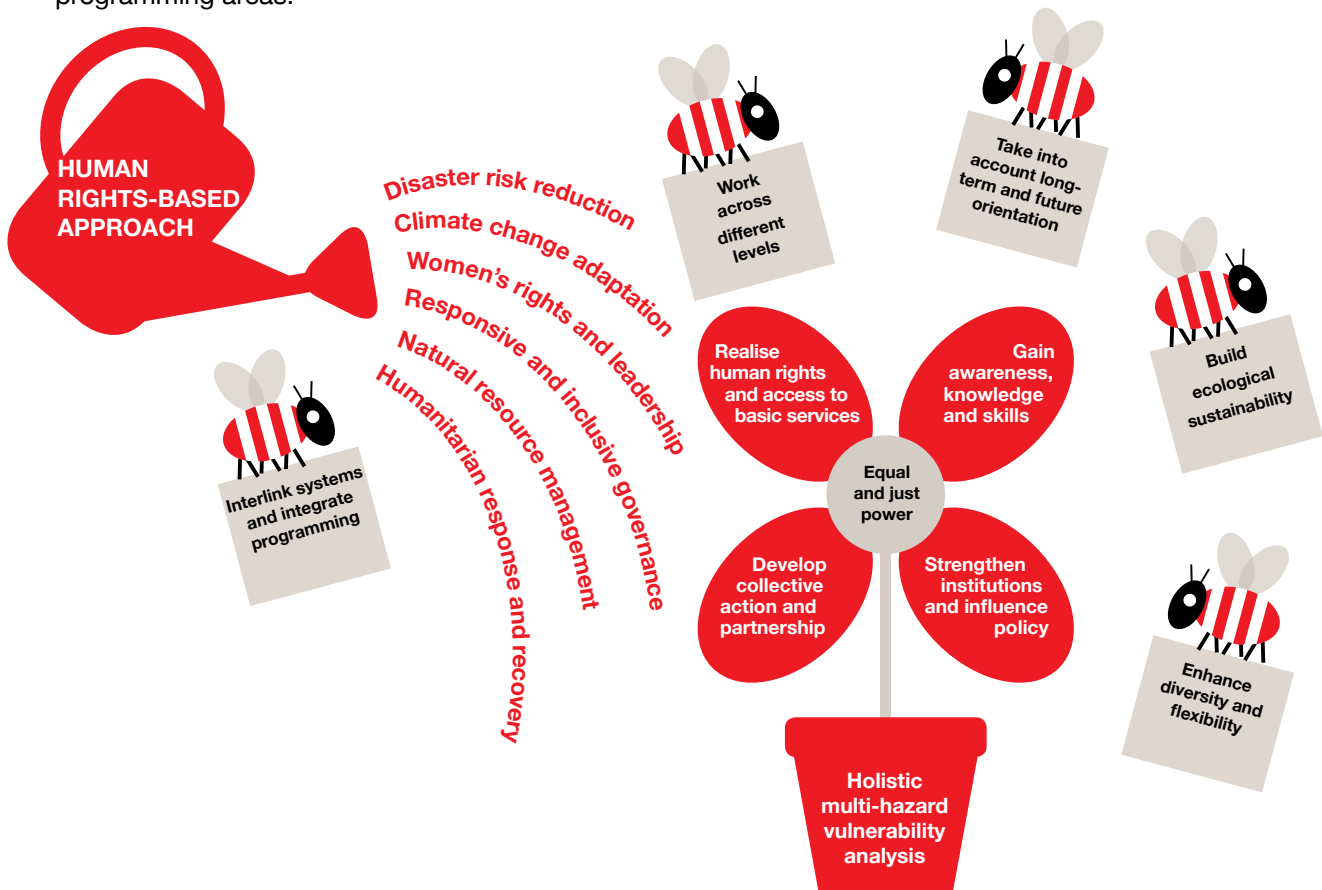 programming areas.
HUMAN
RIGHTS-BASED
APPROACH
Disaster risk reduction
Climate change adaptation
Women's rights and leadership
Responsive and inclusive governance
Natural resource management
Humanitarian response and recovery
Interlink systems
and integrate
programming
Work
across
different
levels
Take into
account long-
term and future
orientation
Build
ecological
sustainability
Enhance
diversity and
flexibility
Realise
human rights
and access to
basic services
Gain
awareness,
knowledge
and skills
Equal
and just
power
Develop
collective
action and
partnership
Strengthen
institutions
and influence
policy
Holistic
multi-hazard
vulnerability
analysis